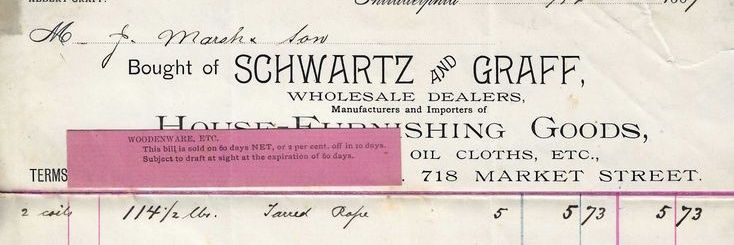 ALBERT GRAFF.
Philadelphia
M J. Marsh & Son
Bought of SCHWARTZ AND GRAFF,
WHOLESALE DEALERS,
Manufacturers and Importers of
HOUSE-FURNISHING GOODS,
WOODENWARE, ETC.
This bill is sold on 60 days NET, or 2 per cent. off in 10 days.
Subject to draft at sight at the expiration of 60 days.
OIL CLOTHS, ETC.,
TERMS 718 MARKET STREET.
2 coils 114 1/2 lbs. Tarred Rope 5 5 73 5 73